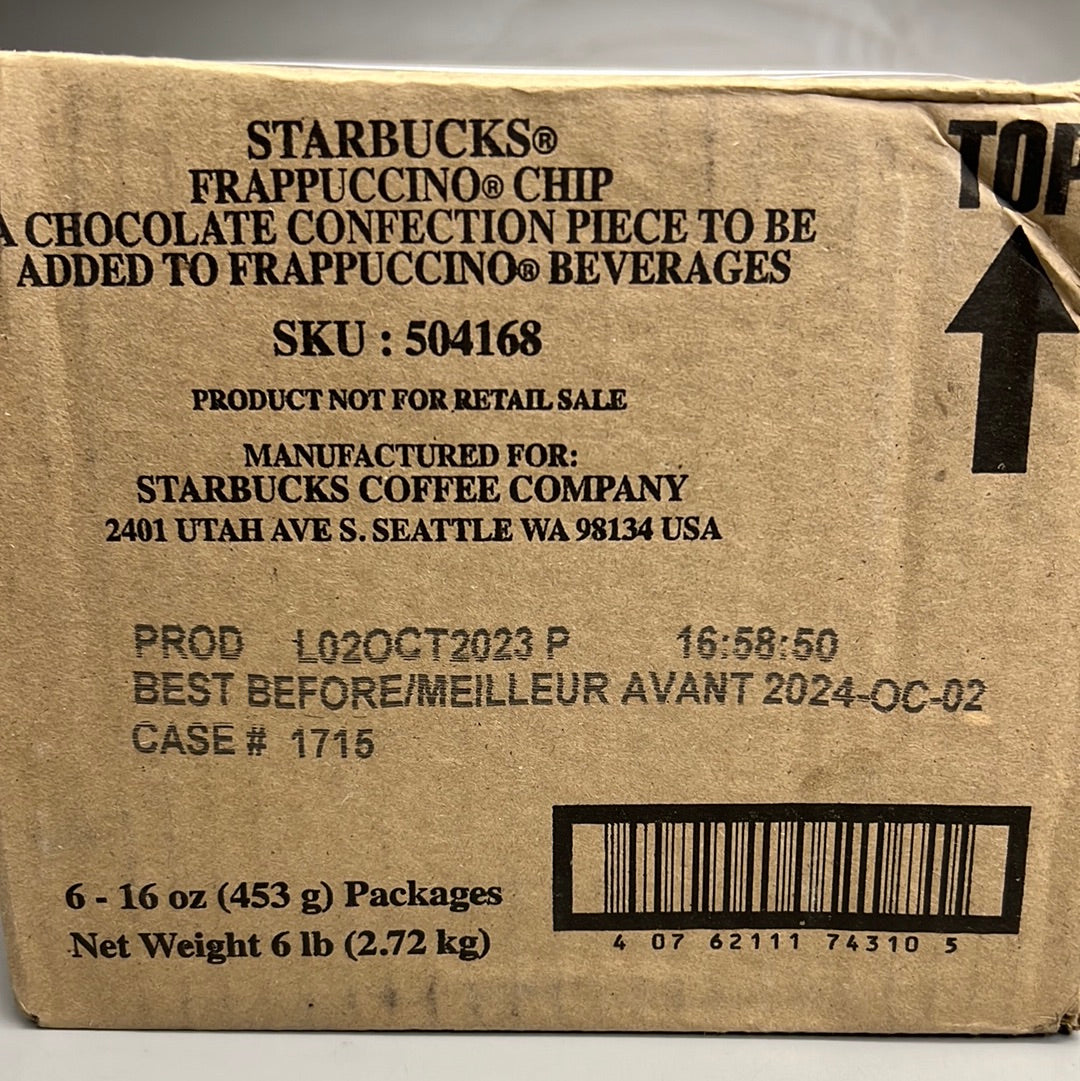 STARBUCKS®
FRAPPUCCINO® CHIP
A CHOCOLATE CONFECTION PIECE TO BE
ADDED TO FRAPPUCCINO® BEVERAGES
SKU : 504168
PRODUCT NOT FOR RETAIL SALE
MANUFACTURED FOR:
STARBUCKS COFFEE COMPANY
2401 UTAH AVE S. SEATTLE WA 98134 USA
TOP
PROD L02OCT2023 P 16:58:50
BEST BEFORE/MEILLEUR AVANT 2024-OC-02
CASE # 1715
6 - 16 oz (453 g) Packages
Net Weight 6 lb (2.72 kg)
4 07 62111 74310 5